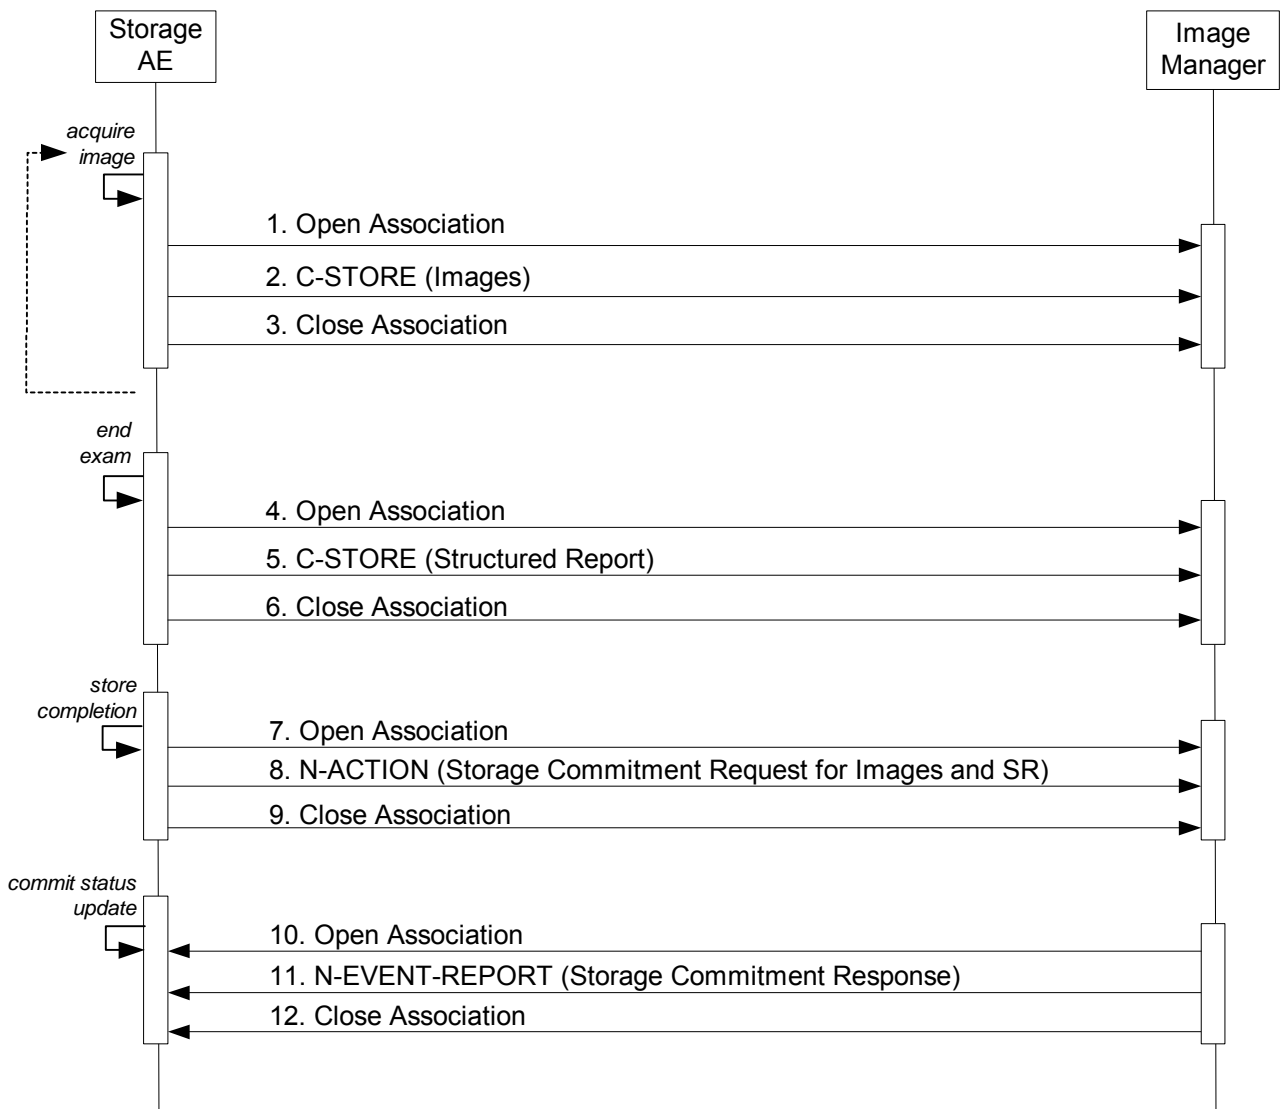 Storage
AE
Image
Manager
acquire
image
1. Open Association
2. C-STORE (Images)
3. Close Association
end
exam
4. Open Association
5. C-STORE (Structured Report)
6. Close Association
store
completion
7. Open Association
8. N-ACTION (Storage Commitment Request for Images and SR)
9. Close Association
commit status
update
10. Open Association
11. N-EVENT-REPORT (Storage Commitment Response)
12. Close Association